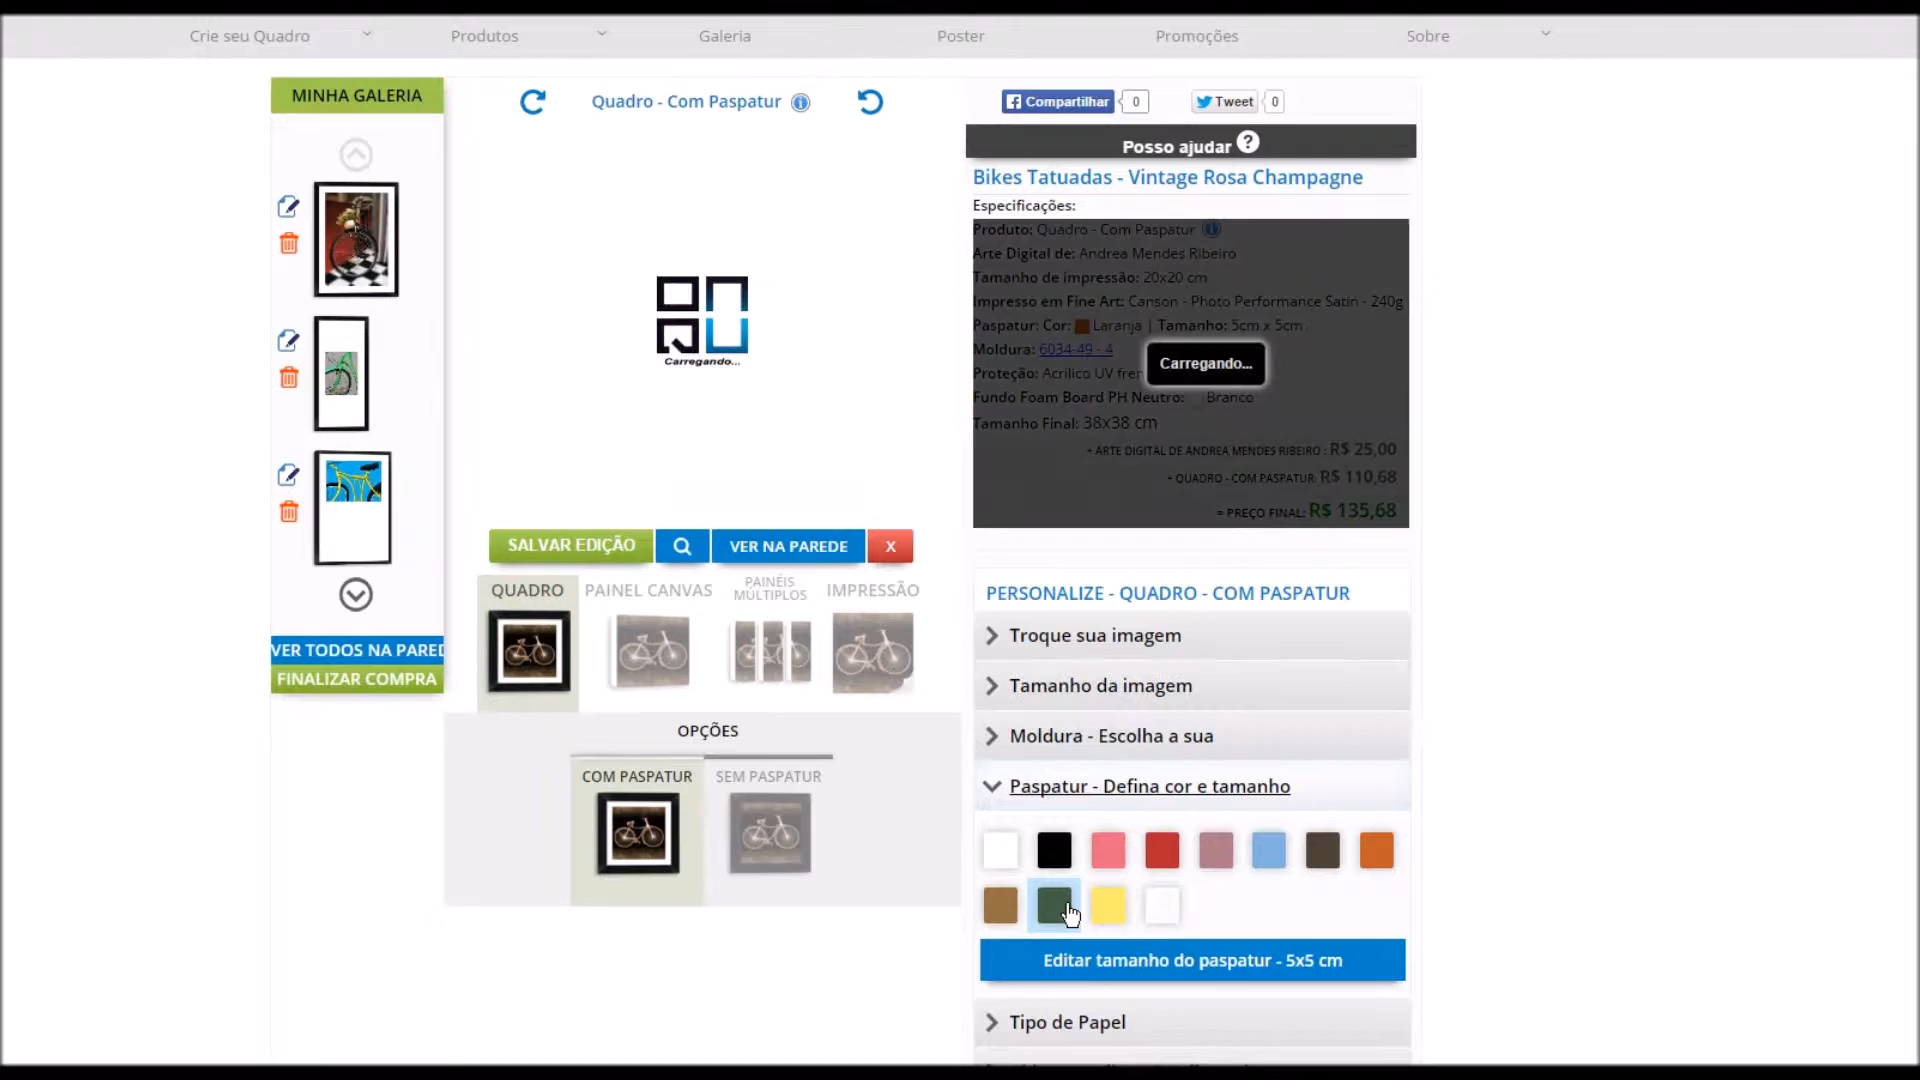 Crie seu Quadro
Produtos
Galeria
Poster
Promoções
Sobre
MINHA GALERIA
VER TODOS NA PARED
FINALIZAR COMPRA
Quadro - Com Paspatur
Carregando...
SALVAR EDIÇÃO
VER NA PAREDE
X
QUADRO
PAINEL CANVAS
PAINÉIS
MÚLTIPLOS
IMPRESSÃO
OPÇÕES
COM PASPATUR
SEM PASPATUR
Compartilhar 0
Tweet 0
Posso ajudar ?
Bikes Tatuadas - Vintage Rosa Champagne
Especificações:
Produto: Quadro - Com Paspatur
Arte Digital de: Andrea Mendes Ribeiro
Tamanho de impressão: 20x20 cm
Impresso em Fine Art: Canson - Photo Performance Satin - 240g
Paspatur: Cor: Laranja | Tamanho: 5cm x 5cm
Moldura: 6034-49 - 4
Carregando...
Proteção: Acrilico UV
Fundo Foam Board PH Neutro: Branco
Tamanho Final: 38x38 cm
+ ARTE DIGITAL DE ANDREA MENDES RIBEIRO : R$ 25,00
+ QUADRO - COM PASPATUR: R$ 110,68
= PREÇO FINAL: R$ 135,68
PERSONALIZE - QUADRO - COM PASPATUR
Troque sua imagem
Tamanho da imagem
Moldura - Escolha a sua
Paspatur - Defina cor e tamanho
Editar tamanho do paspatur - 5x5 cm
Tipo de Papel